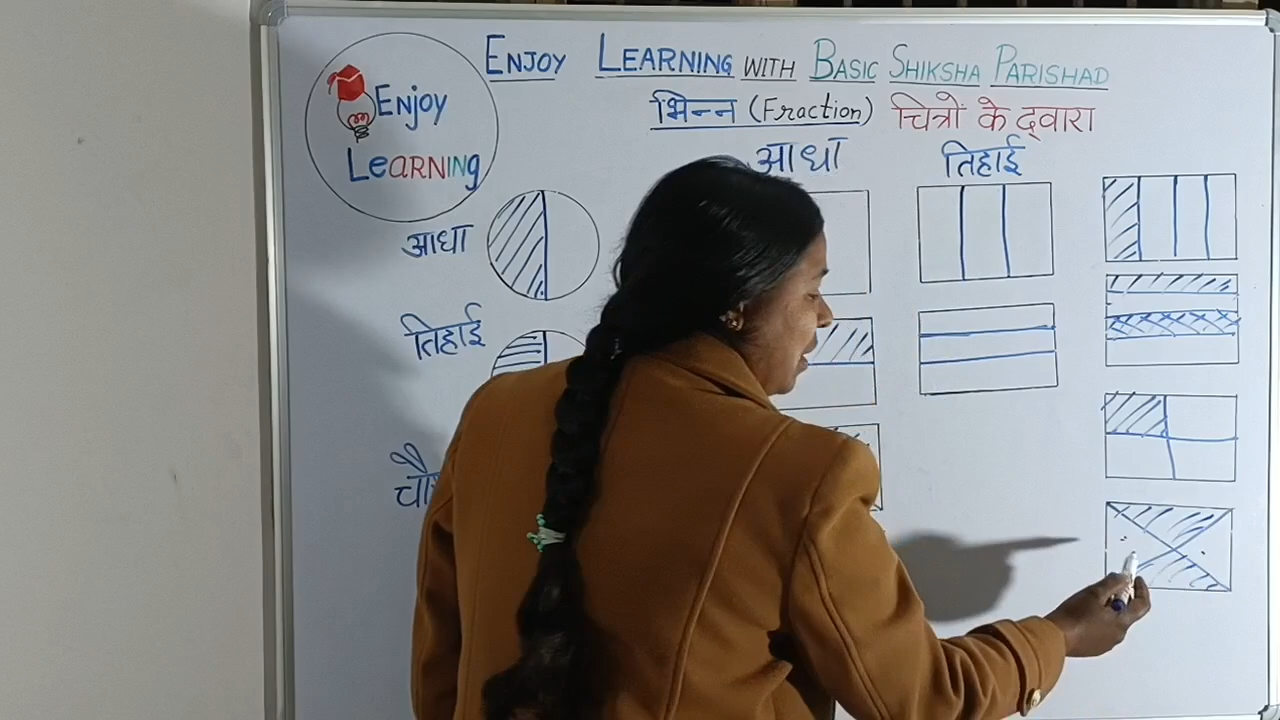 Enjoy
LeARNING
ENJOY LEARNING WITH BASIC SHIKSHA PARISHAD
भिन्न (Fraction) चित्रों के द्वारा
आधा तिहाई
आधा
तिहाई